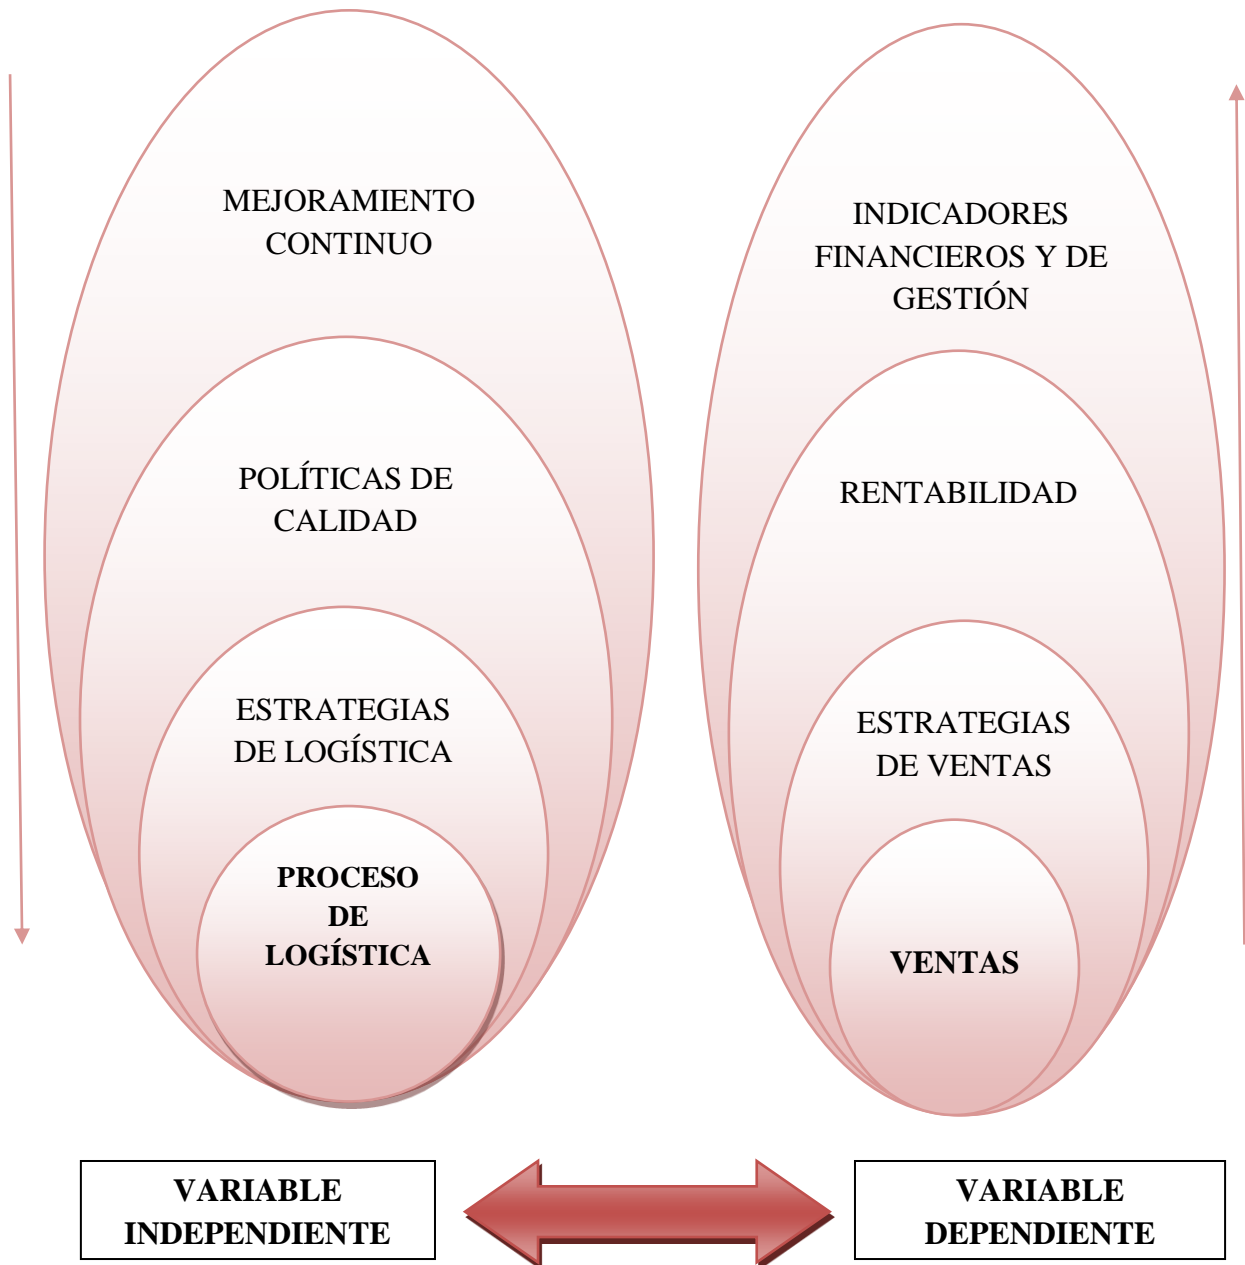 MEJORAMIENTO
CONTINUO
POLÍTICAS DE
CALIDAD
ESTRATEGIAS
DE LOGÍSTICA
PROCESO
DE
LOGÍSTICA
INDICADORES
FINANCIEROS Y DE
GESTIÓN
RENTABILIDAD
ESTRATEGIAS
DE VENTAS
VENTAS
VARIABLE
INDEPENDIENTE
VARIABLE
DEPENDIENTE